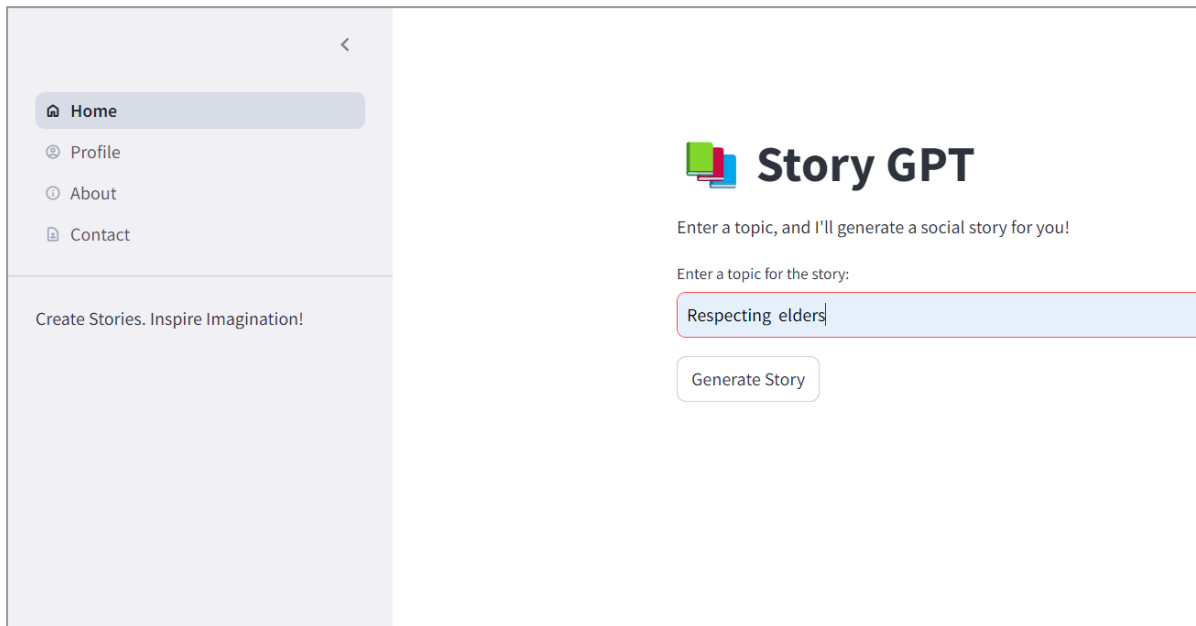 Home
Profile
About
Contact
Create Stories. Inspire Imagination!
Story GPT
Enter a topic, and I'll generate a social story for you!
Enter a topic for the story:
Respecting  elders
Generate Story